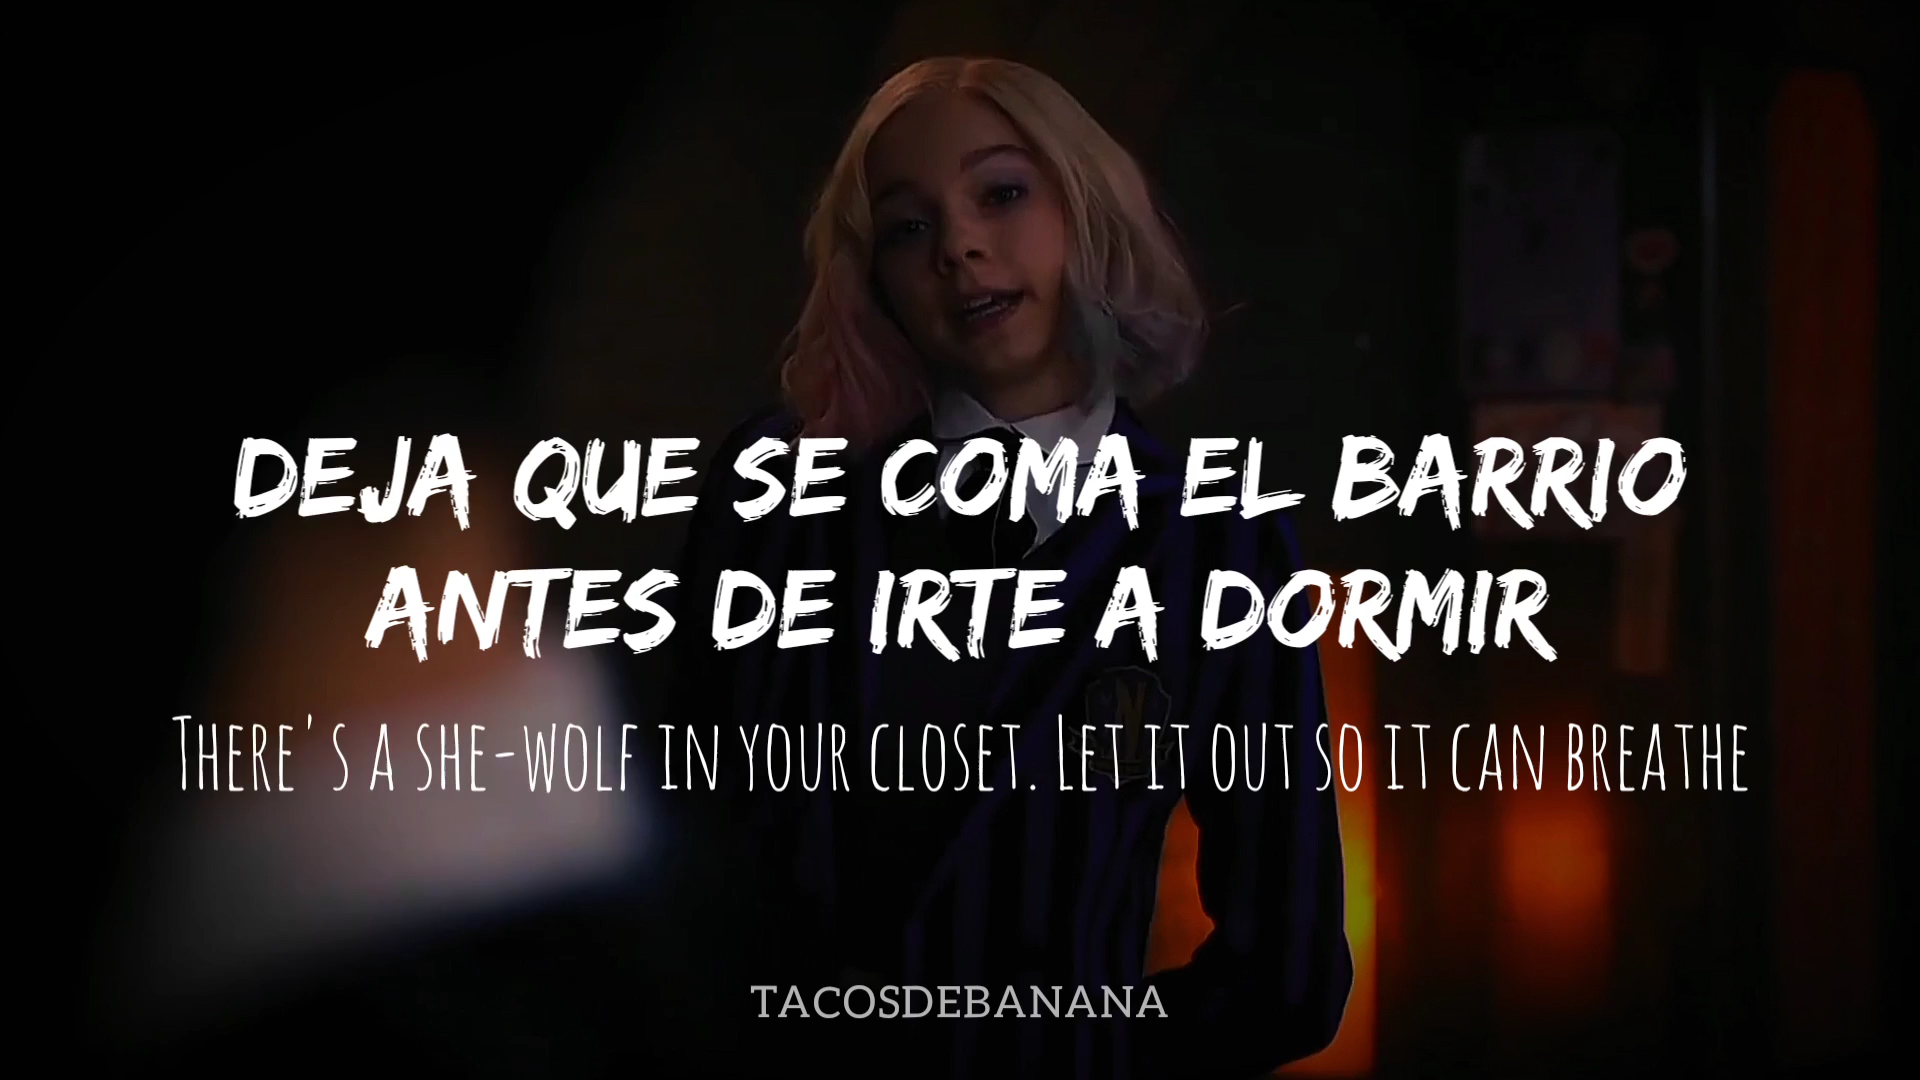 DEJA QUE SE COMA EL BARRIO
ANTES DE IRTE A DORMIR
There's a she-wolf in your closet. Let it out so it can breathe
TACOSDEBANANA